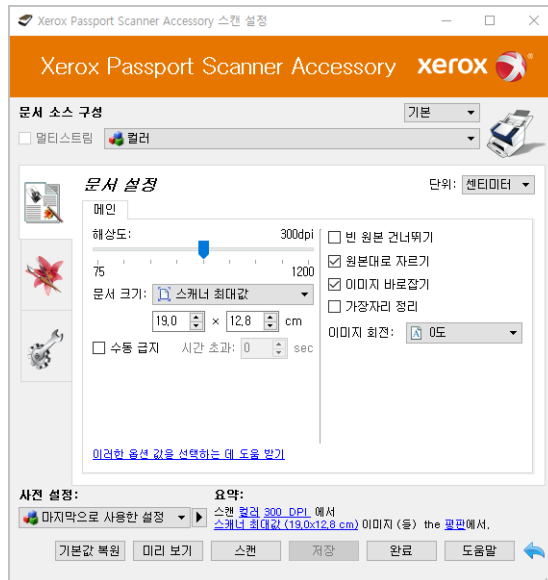 Xerox Passport Scanner Accessory 스캔 설정
Xerox Passport Scanner Accessory xerox
문서 소스 구성 기본
멀티스트림 컬러
문서 설정 단위: 센티미터
메인
해상도: 300dpi 빈 원본 건너뛰기
75 1200 원본대로 자르기
문서 크기: 스캐너 최대값 이미지 바로잡기
19,0 × 12,8 cm 가장자리 정리
수동 급지 시간 초과: 0 sec 이미지 회전: 0도
이러한 옵션 값을 선택하는 데 도움 받기
사전 설정: 요약:
마지막으로 사용한 설정 스캔 컬러 300 DPI 에서
스캐너 최대값 (19,0x12,8 cm) 이미지 (등) the 평판에서.
기본값 복원 미리 보기 스캔 저장 완료 도움말